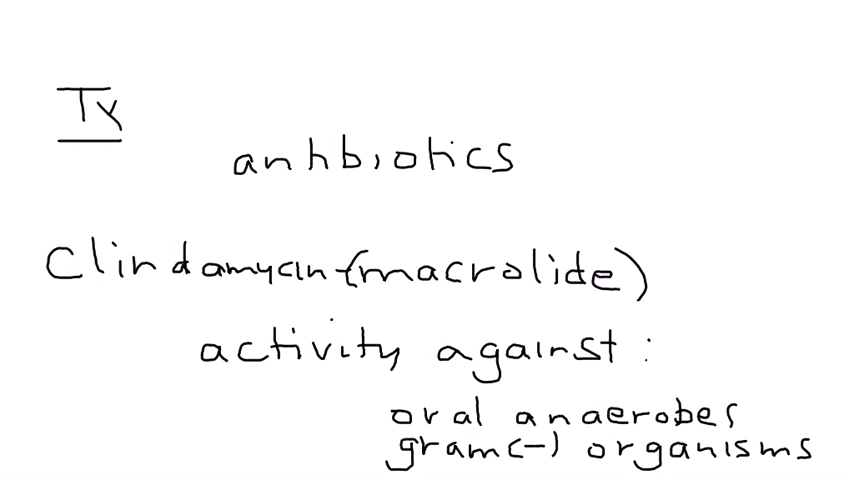 Tx
antibiotics
Clindamycin (macrolide)
activity against :
oral anaerobes
gram (-) organisms